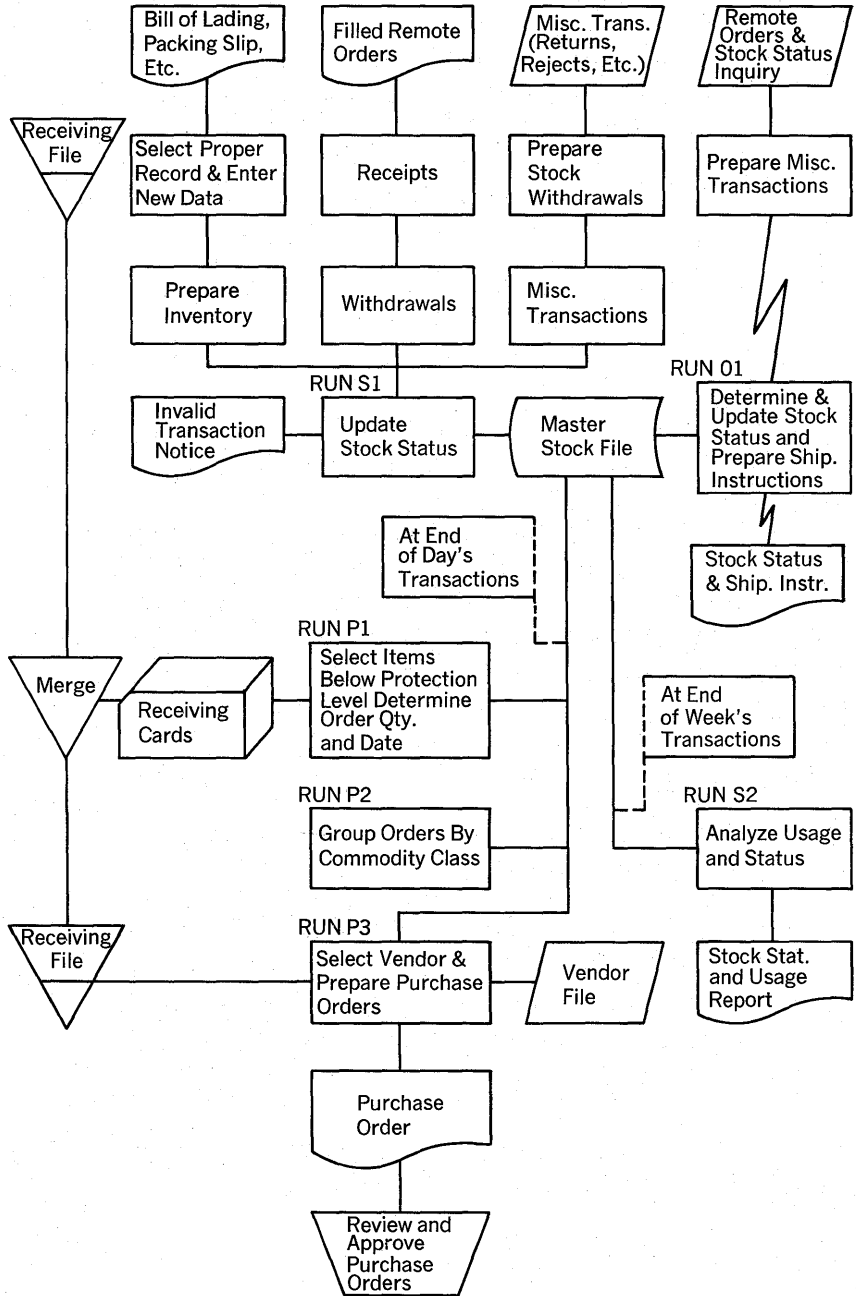 Bill of Lading,
Packing Slip,
Etc.
Filled Remote
Orders
Misc. Trans.
(Returns,
Rejects, Etc.)
Remote
Orders &
Stock Status
Inquiry
Receiving
File
Select Proper
Record & Enter
New Data
Receipts
Prepare
Stock
Withdrawals
Prepare Misc.
Transactions
Prepare
Inventory
Withdrawals
Misc.
Transactions
RUN S1
RUN 01
Invalid
Transaction
Notice
Update
Stock Status
Master
Stock File
Determine &
Update Stock
Status and
Prepare Ship.
Instructions
At End
of Day's
Transactions
Stock Status
& Ship. Instr.
RUN P1
Merge
Receiving
Cards
Select Items
Below Protection
Level Determine
Order Qty.
and Date
At End
of Week's
Transactions
RUN P2
Group Orders By
Commodity Class
RUN S2
Analyze Usage
and Status
Receiving
File
RUN P3
Select Vendor &
Prepare Purchase
Orders
Vendor
File
Stock Stat.
and Usage
Report
Purchase
Order
Review and
Approve
Purchase
Orders